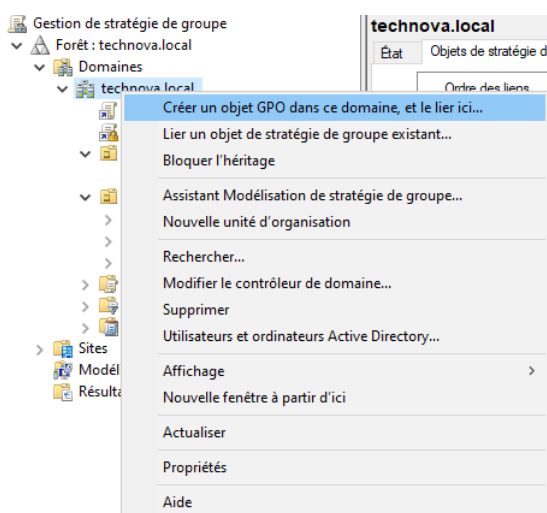 Gestion de stratégie de groupe
technova.local
Forêt : technova.local
État
Objets de stratégie d
Domaines
technova.local
Ordre des liens
Créer un objet GPO dans ce domaine, et le lier ici...
Lier un objet de stratégie de groupe existant...
Bloquer l'héritage
Assistant Modélisation de stratégie de groupe...
Nouvelle unité d'organisation
Rechercher...
Modifier le contrôleur de domaine...
Supprimer
Utilisateurs et ordinateurs Active Directory...
Sites
Modél
Affichage
Résulta
Nouvelle fenêtre à partir d'ici
Actualiser
Propriétés
Aide